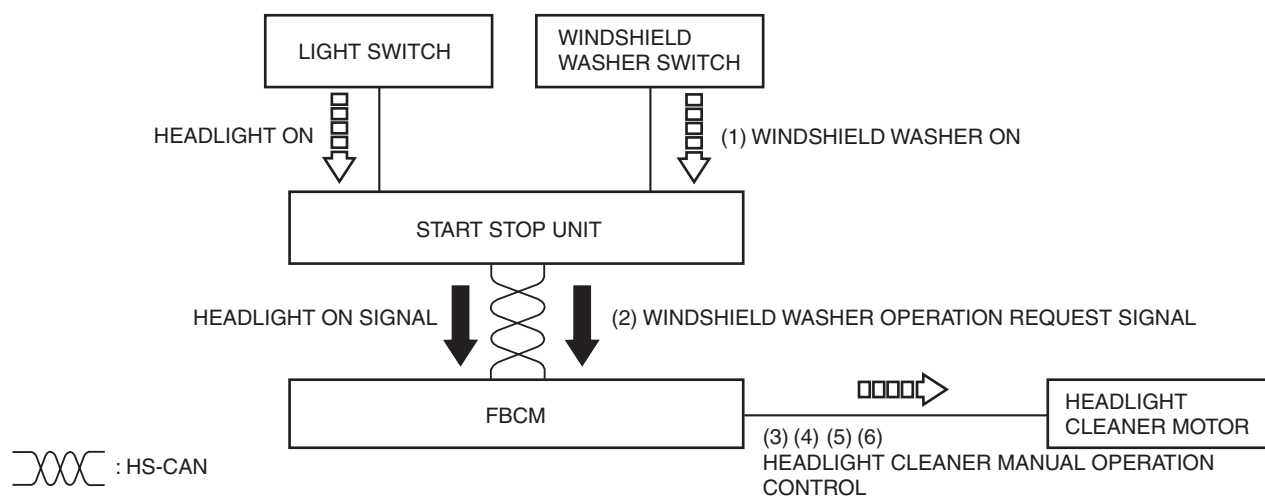 LIGHT SWITCH
WINDSHIELD
WASHER SWITCH
HEADLIGHT ON
(1) WINDSHIELD WASHER ON
START STOP UNIT
HEADLIGHT ON SIGNAL
(2) WINDSHIELD WASHER OPERATION REQUEST SIGNAL
FBCM
HEADLIGHT
CLEANER MOTOR
(3) (4) (5) (6)
HEADLIGHT CLEANER MANUAL OPERATION
CONTROL
: HS-CAN